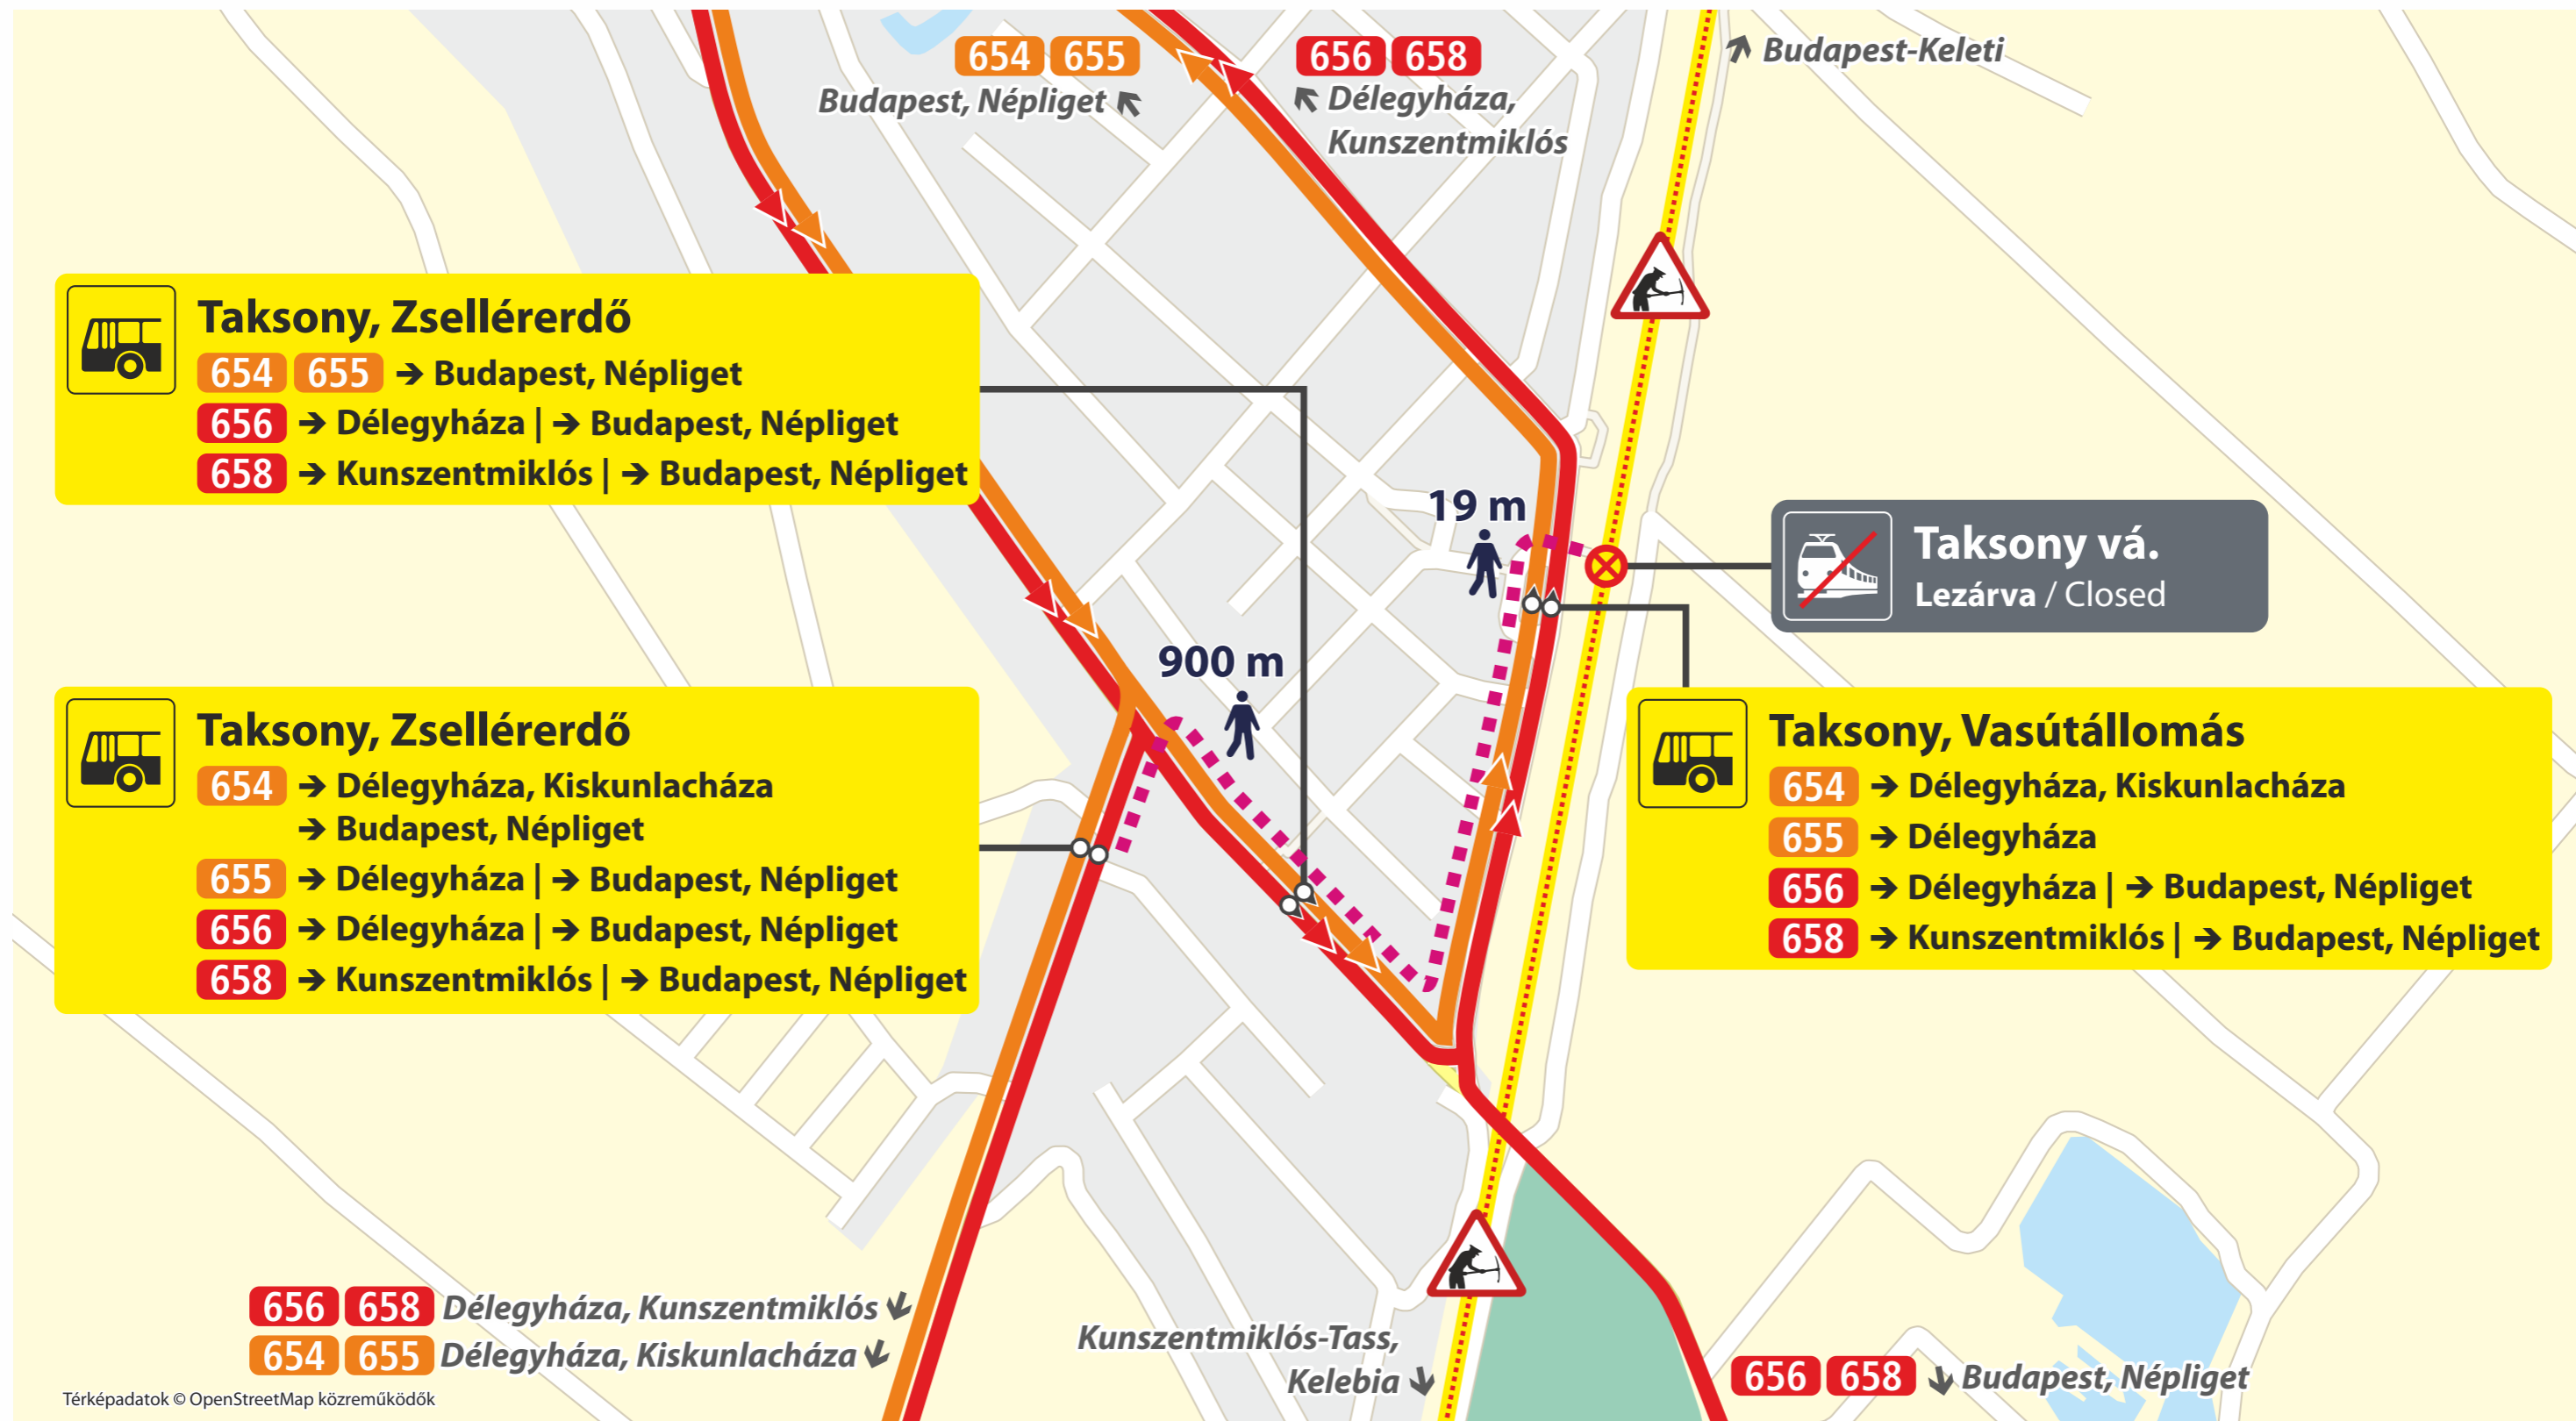 654 655
Budapest, Népliget
656 658
Délegyháza,
Kunszentmiklós
Budapest-Keleti
Taksony, Zsellérerdő
654 655 → Budapest, Népliget
656 → Délegyháza | → Budapest, Népliget
658 → Kunszentmiklós | → Budapest, Népliget
19 m
Taksony vá.
Lezárva / Closed
900 m
Taksony, Zsellérerdő
654 → Délegyháza, Kiskunlacháza
→ Budapest, Népliget
655 → Délegyháza | → Budapest, Népliget
656 → Délegyháza | → Budapest, Népliget
658 → Kunszentmiklós | → Budapest, Népliget
Taksony, Vasútállomás
654 → Délegyháza, Kiskunlacháza
655 → Délegyháza
656 → Délegyháza | → Budapest, Népliget
658 → Kunszentmiklós | → Budapest, Népliget
656 658 Délegyháza, Kunszentmiklós
654 655 Délegyháza, Kiskunlacháza
Kunszentmiklós-Tass,
Kelebia
656 658 Budapest, Népliget
Térképadatok © OpenStreetMap közreműködők